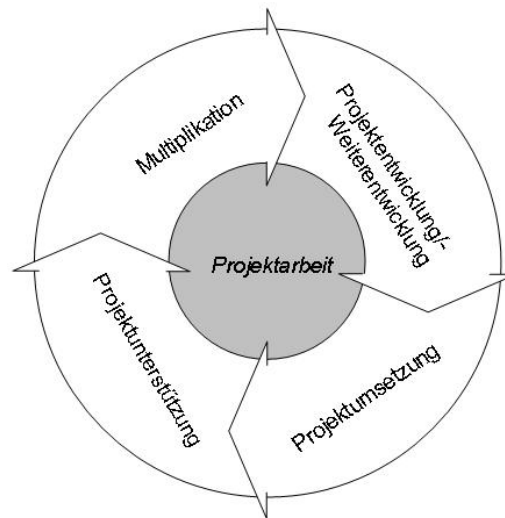 Multiplikation
Projektentwicklung/-
Weiterentwicklung
Projektarbeit
Projektunterstützung
Projektumsetzung